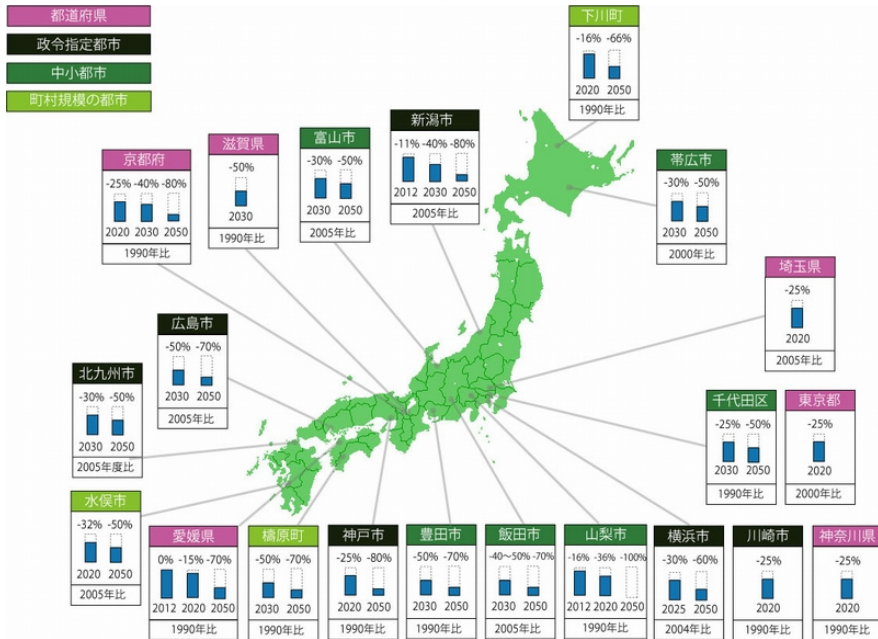 都道府県
政令指定都市
中小都市
町村規模の都市
下川町
-16% -66%
2020 2050
1990年比
新潟市
-11% -40% -80%
2012 2030 2050
2005年比
富山市
-30% -50%
2030 2050
2005年比
滋賀県
-50%
2030
1990年比
京都府
-25% -40% -80%
2020 2030 2050
1990年比
帯広市
-30% -50%
2030 2050
2000年比
埼玉県
-25%
2020
2005年比
広島市
-50% -70%
2030 2050
2005年比
北九州市
-30% -50%
2030 2050
2005年度比
千代田区
-25% -50%
2030 2050
1990年比
東京都
-25%
2020
2000年比
水俣市
-32% -50%
2020 2050
2005年比
愛媛県
0% -15% -70%
2012 2020 2050
1990年比
檮原町
-50% -70%
2030 2050
1990年比
神戸市
-25% -80%
2020 2050
1990年比
豊田市
-50% -70%
2030 2050
1990年比
飯田市
-40～50% -70%
2030 2050
2005年比
山梨市
-16% -36% -100%
2012 2020 2050
1990年比
横浜市
-30% -60%
2025 2050
2004年比
川崎市
-25%
2020
1990年比
神奈川県
-25%
2020
1990年比